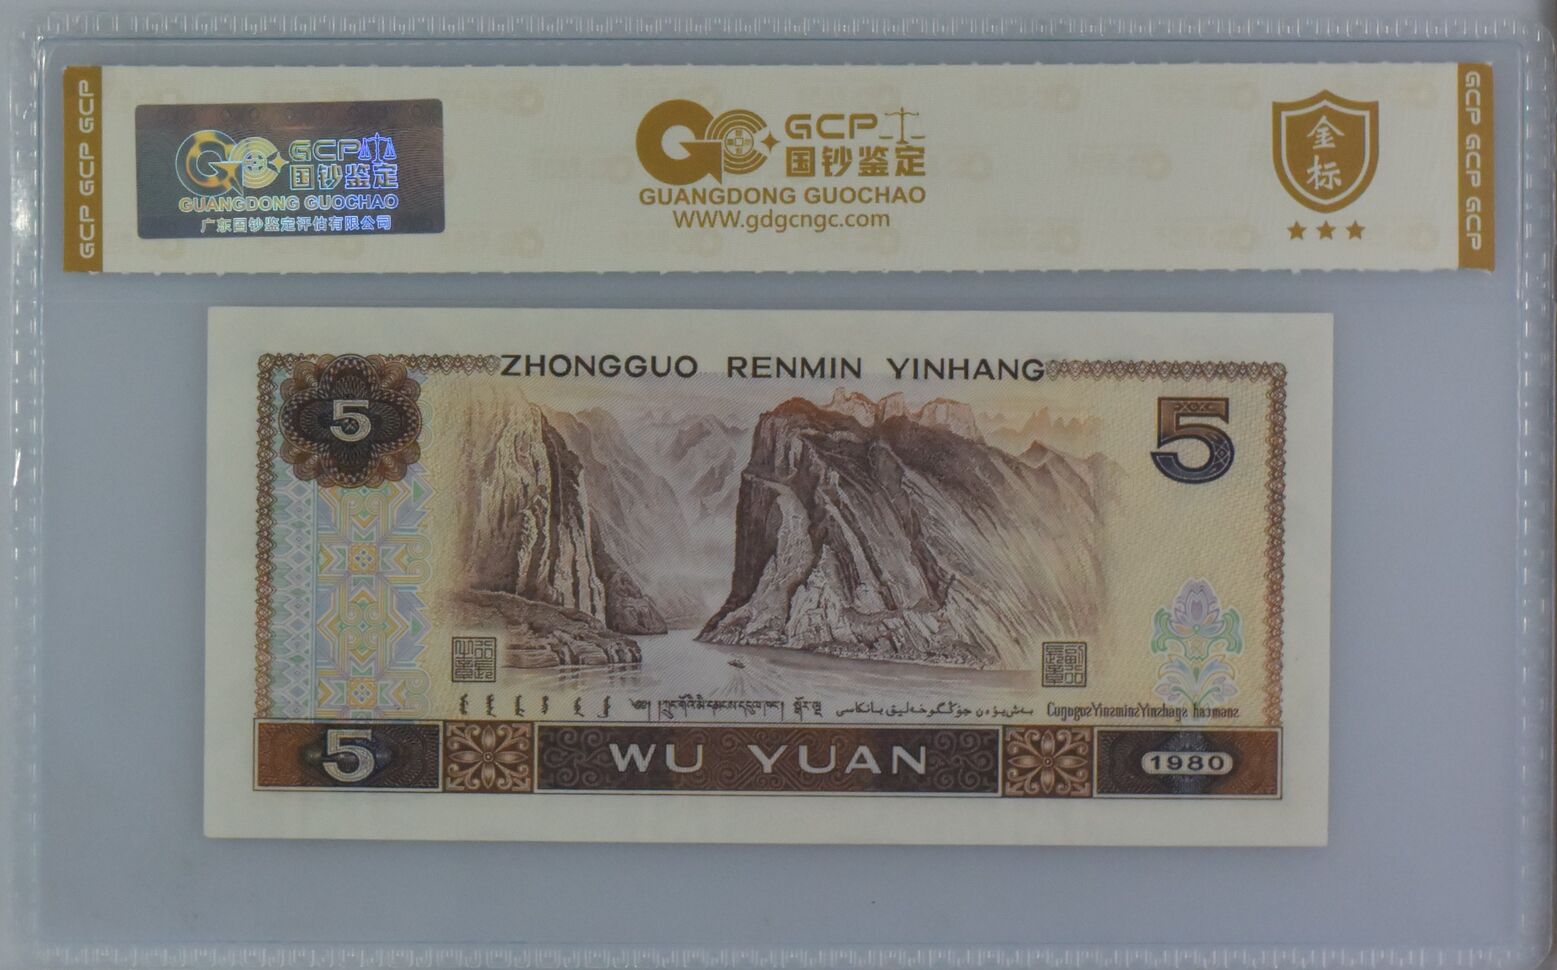 GCP GCP GCP
GCP 国钞鉴定
GUANGDONG GUOCHAO
广东国钞鉴定评估有限公司
GCP
国钞鉴定
GUANGDONG GUOCHAO
WWW.gdgcngc.com
金标
GCP GCP GCP
ZHONGGUO RENMIN YINHANG
5
5
5
WU YUAN
1980